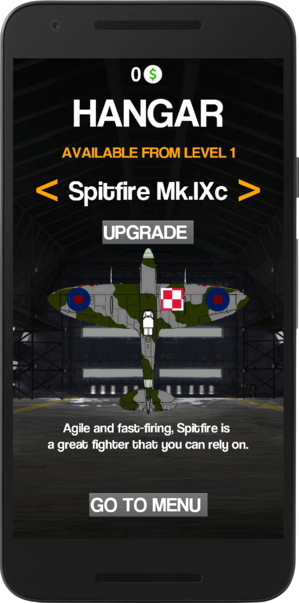 0$
HANGAR
AVAILABLE FROM LEVEL 1
< Spitfire Mk.IXc >
UPGRADE
Agile and fast-firing, Spitfire is
a great fighter that you can rely on.
GO TO MENU